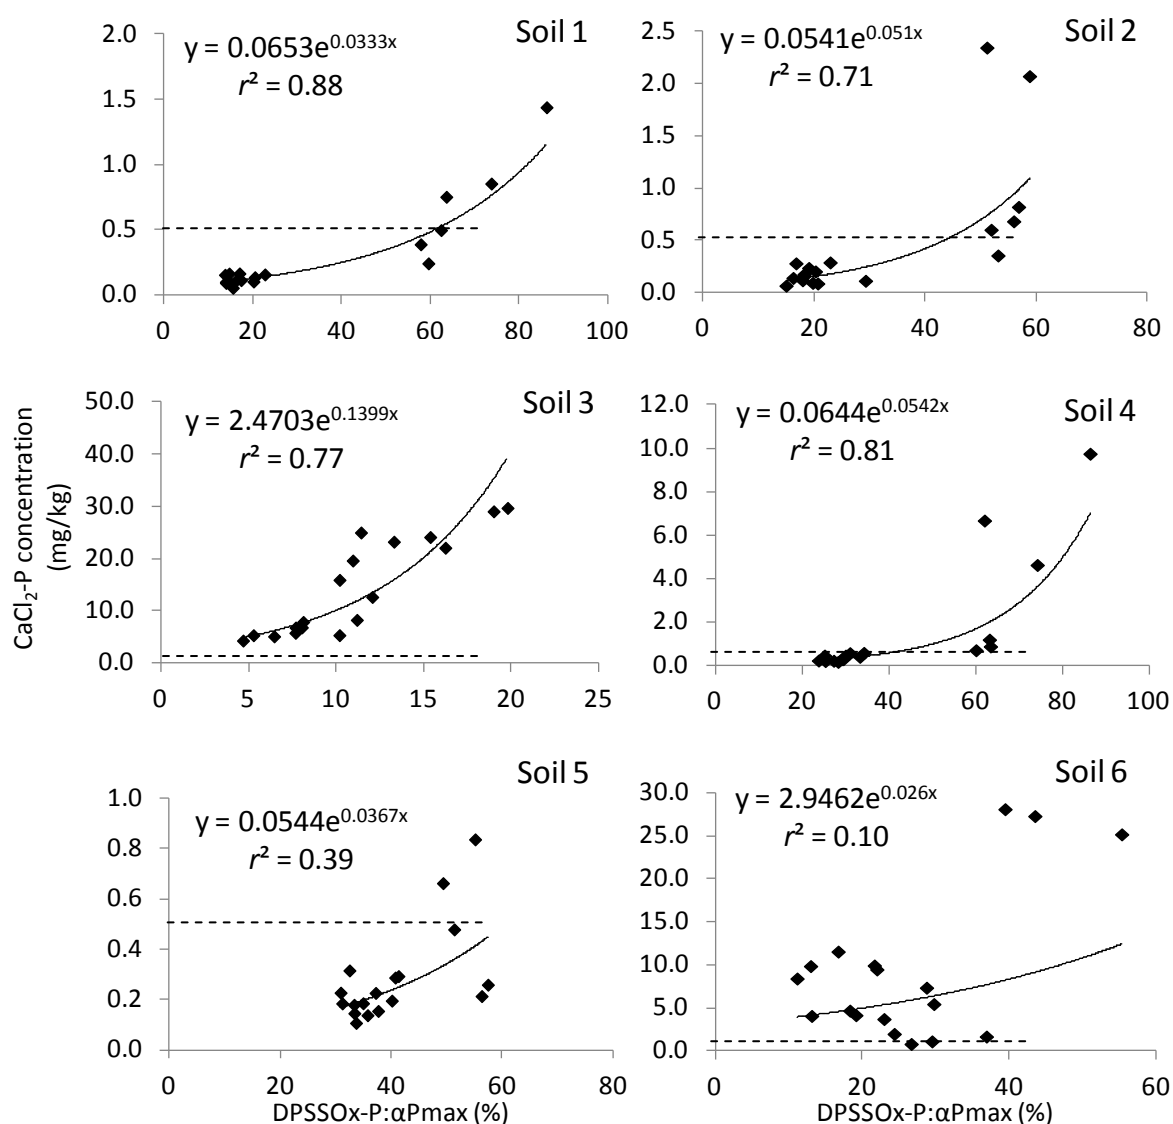 Soil 1
y = 0.0653e^0.0333x
r² = 0.88
2.0
1.5
1.0
0.5
0.0
0 20 40 60 80 100
Soil 2
y = 0.0541e^0.051x
r² = 0.71
2.5
2.0
1.5
1.0
0.5
0.0
0 20 40 60 80
CaCl₂-P concentration
(mg/kg)
Soil 3
y = 2.4703e^0.1399x
r² = 0.77
50.0
40.0
30.0
20.0
10.0
0.0
0 5 10 15 20 25
Soil 4
y = 0.0644e^0.0542x
r² = 0.81
12.0
10.0
8.0
6.0
4.0
2.0
0.0
0 20 40 60 80 100
Soil 5
y = 0.0544e^0.0367x
r² = 0.39
1.0
0.8
0.6
0.4
0.2
0.0
0 20 40 60 80
DPSSOx-P:αPmax (%)
Soil 6
y = 2.9462e^0.026x
r² = 0.10
30.0
25.0
20.0
15.0
10.0
5.0
0.0
0 20 40 60
DPSSOx-P:αPmax (%)